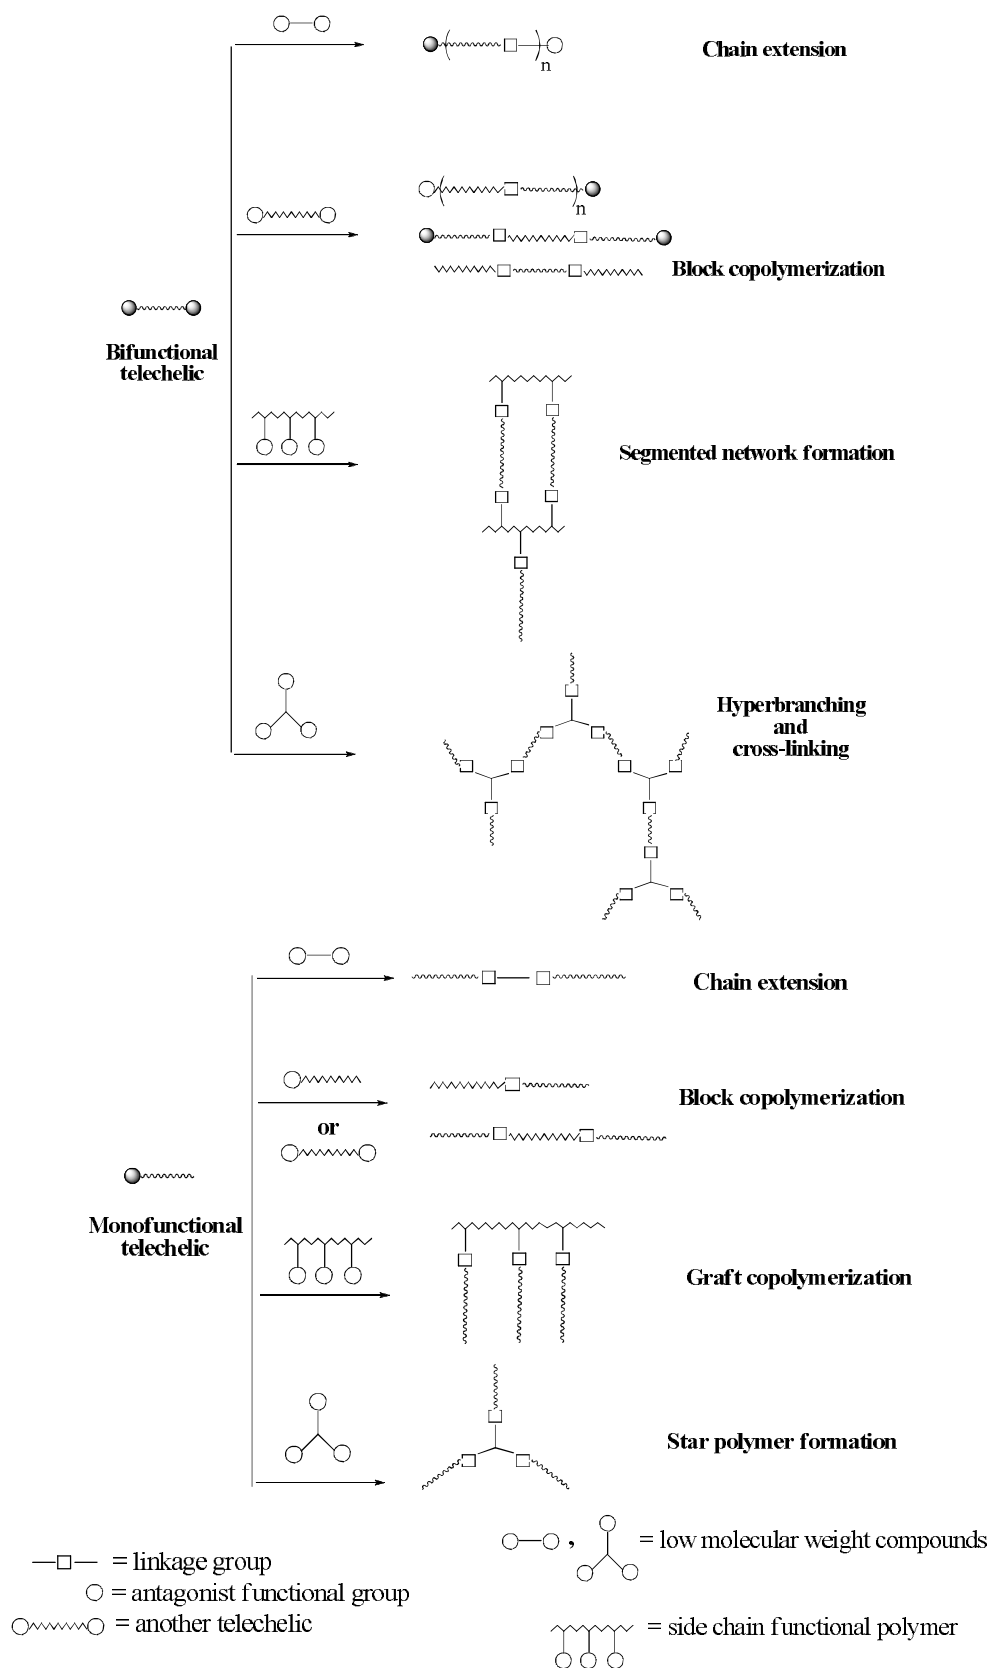 Chain extension
n
n
Block copolymerization
Bifunctional
telechelic
Segmented network formation
Hyperbranching
and
cross-linking
Chain extension
Block copolymerization
or
Monofunctional
telechelic
Graft copolymerization
Star polymer formation
= linkage group
= antagonist functional group
= another telechelic
, = low molecular weight compounds
= side chain functional polymer